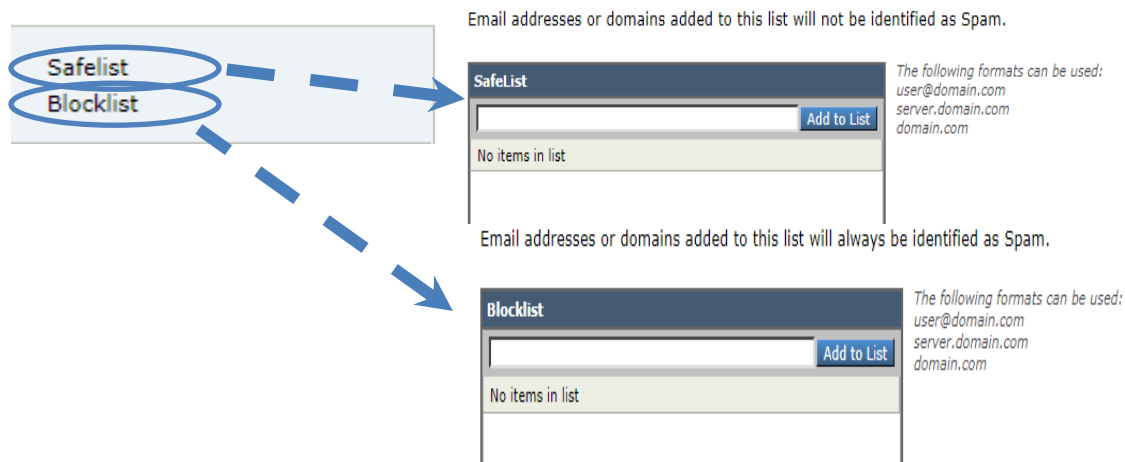 Safelist
Blocklist
Email addresses or domains added to this list will not be identified as Spam.
SafeList
Add to List
No items in list
The following formats can be used:
user@domain.com
server.domain.com
domain.com
Email addresses or domains added to this list will always be identified as Spam.
Blocklist
Add to List
No items in list
The following formats can be used:
user@domain.com
server.domain.com
domain.com